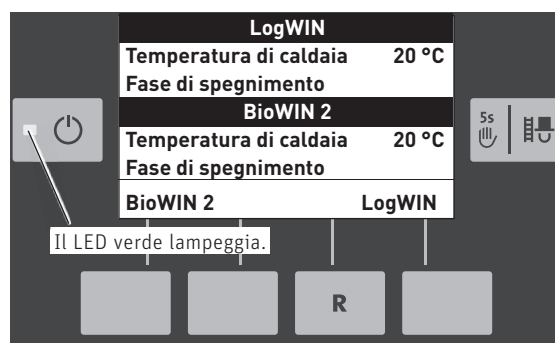 LogWIN
Temperatura di caldaia 20 °C
Fase di spegnimento
BioWIN 2
Temperatura di caldaia 20 °C
Fase di spegnimento
BioWIN 2 LogWIN
5s
Il LED verde lampeggia.
R